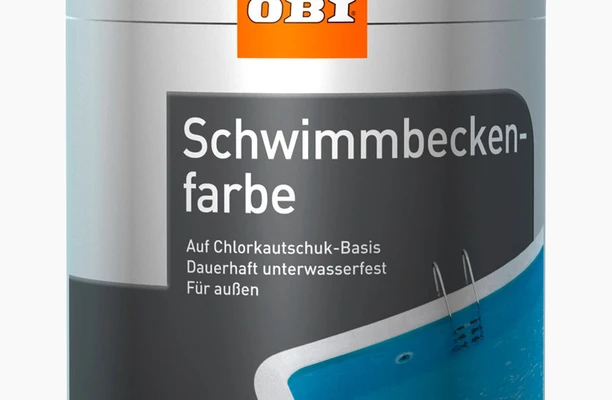 OBI
Schwimmbecken-
farbe
Auf Chlorkautschuk-Basis
Dauerhaft unterwasserfest
Für außen